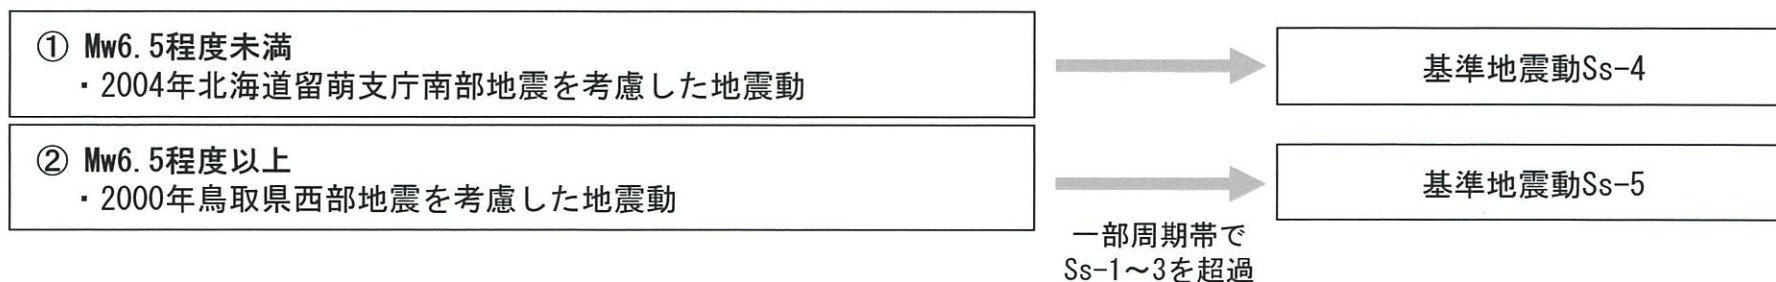 ① Mw6.5程度未満
・2004年北海道留萌支庁南部地震を考慮した地震動
基準地震動Ss-4
② Mw6.5程度以上
・2000年鳥取県西部地震を考慮した地震動
基準地震動Ss-5
一部周期帯で
Ss-1～3を超過